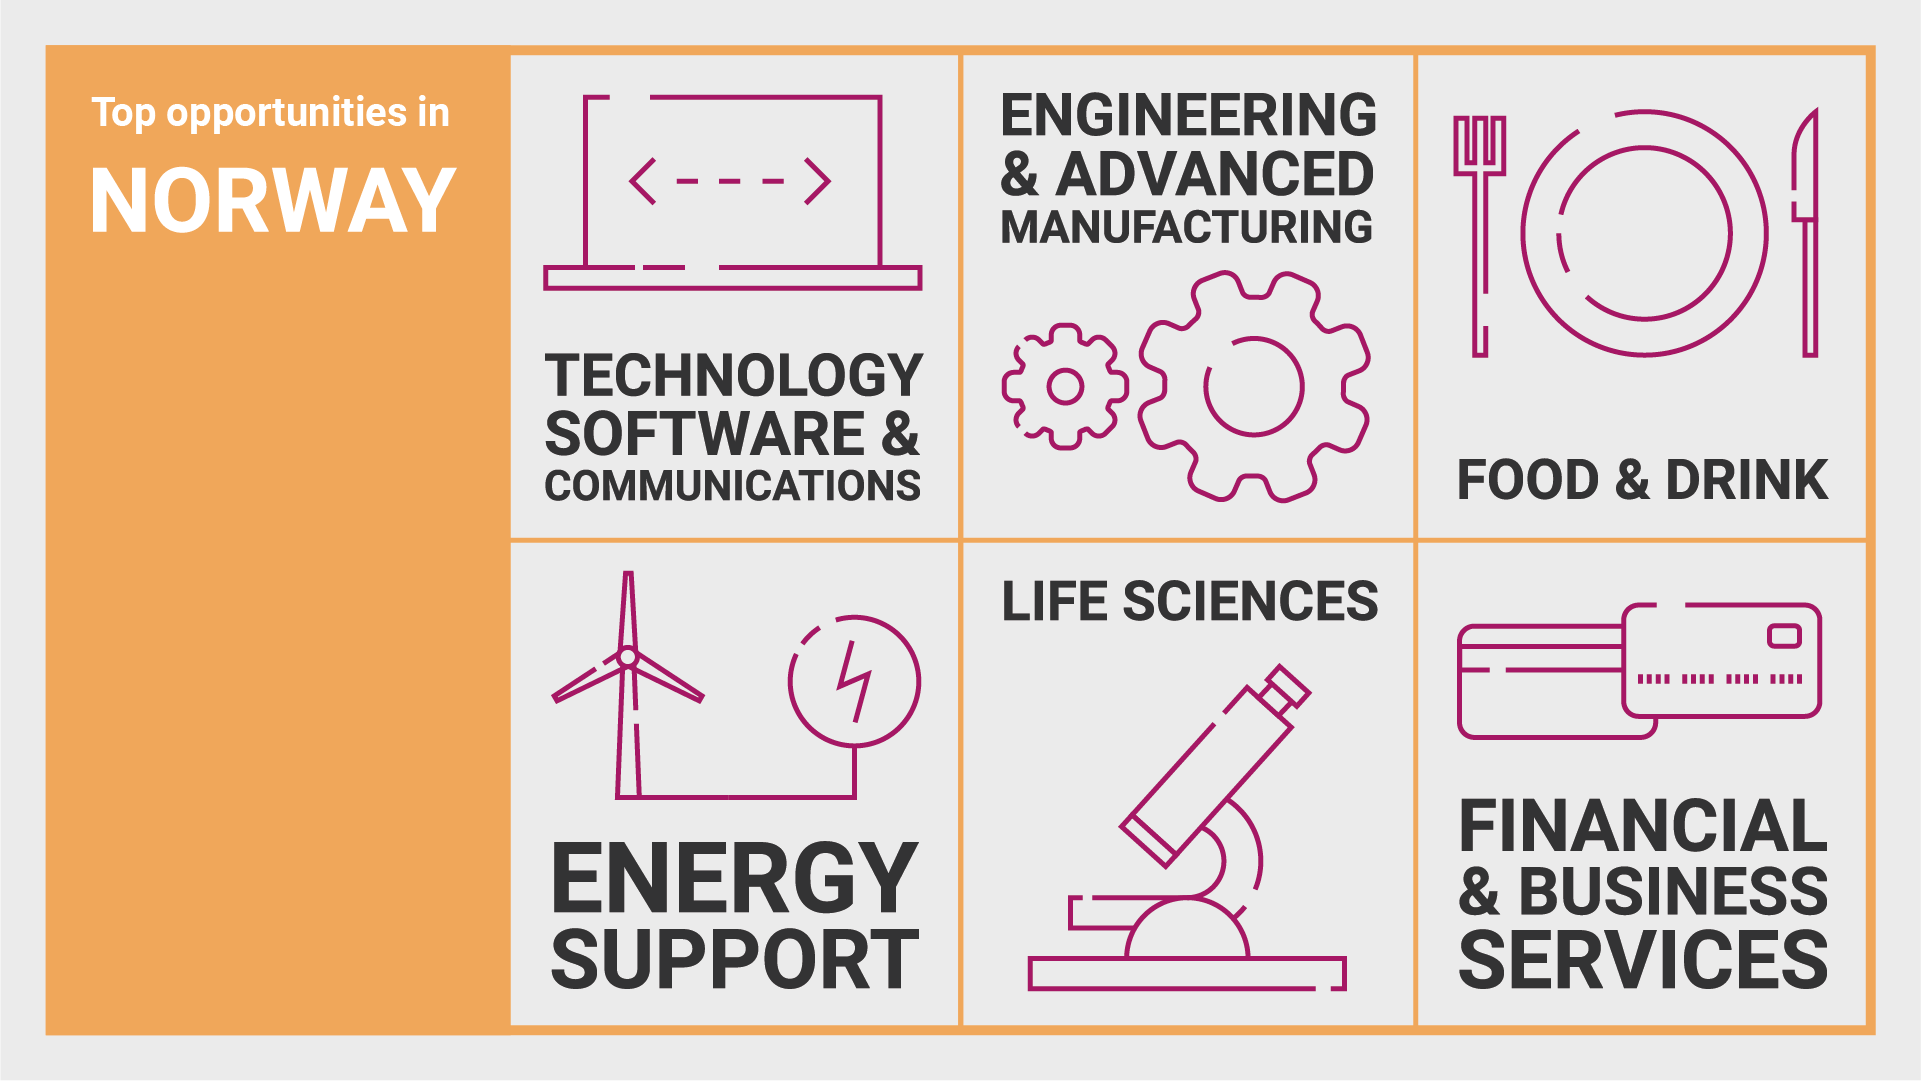 Top opportunities in
NORWAY
TECHNOLOGY
SOFTWARE &
COMMUNICATIONS
ENGINEERING
& ADVANCED
MANUFACTURING
FOOD & DRINK
ENERGY
SUPPORT
LIFE SCIENCES
FINANCIAL
& BUSINESS
SERVICES